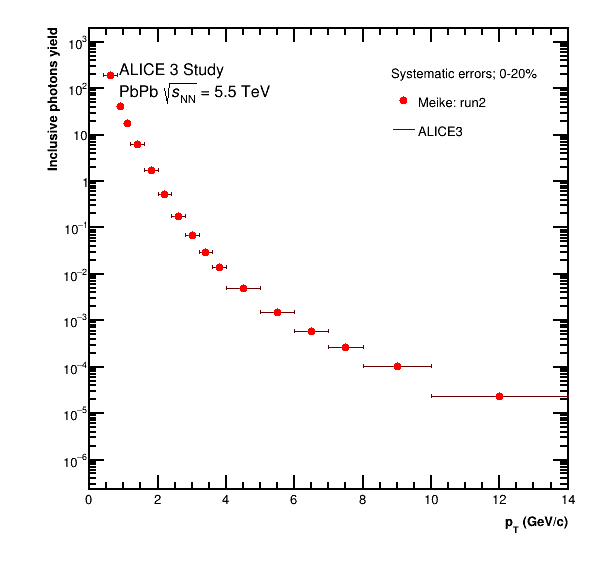 Inclusive photons yield
10³
10²
10
1
10⁻¹
10⁻²
10⁻³
10⁻⁴
10⁻⁵
10⁻⁶
ALICE 3 Study
PbPb √s_NN = 5.5 TeV
Systematic errors; 0-20%
Meike: run2
ALICE3
0 2 4 6 8 10 12 14
p_T (GeV/c)